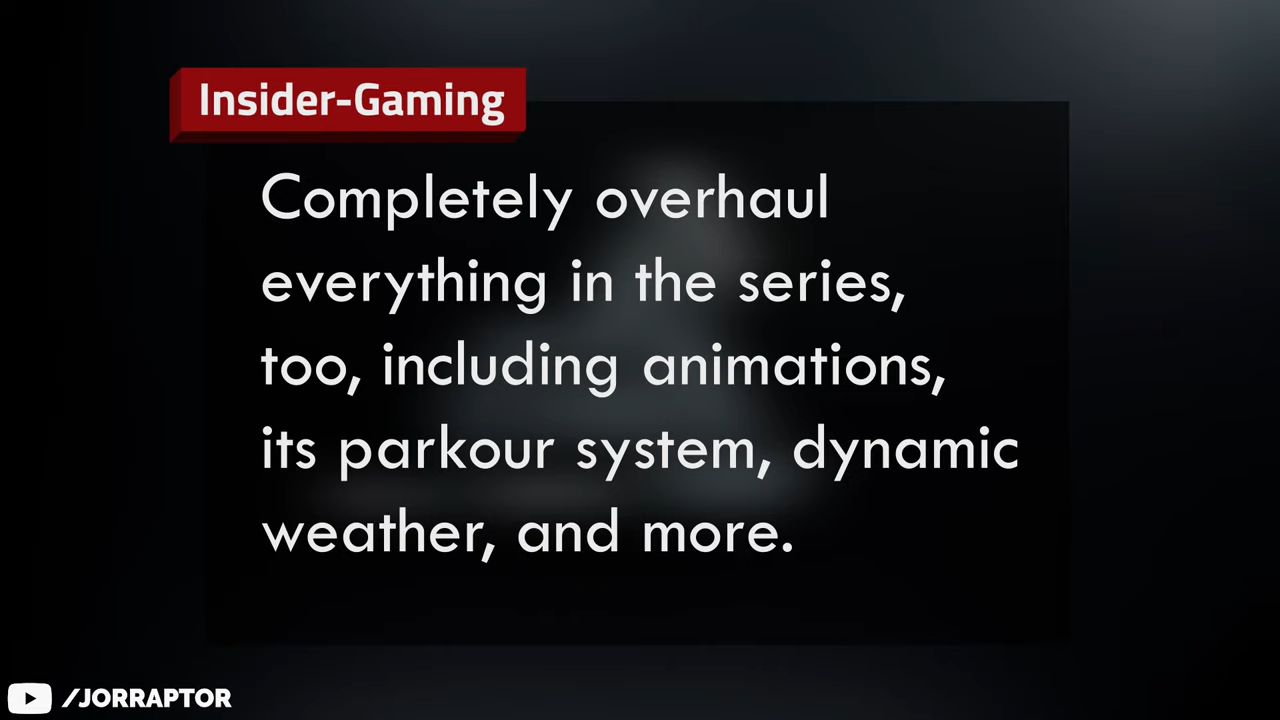 Insider-Gaming
Completely overhaul
everything in the series,
too, including animations,
its parkour system, dynamic
weather, and more.
/JORRAPTOR